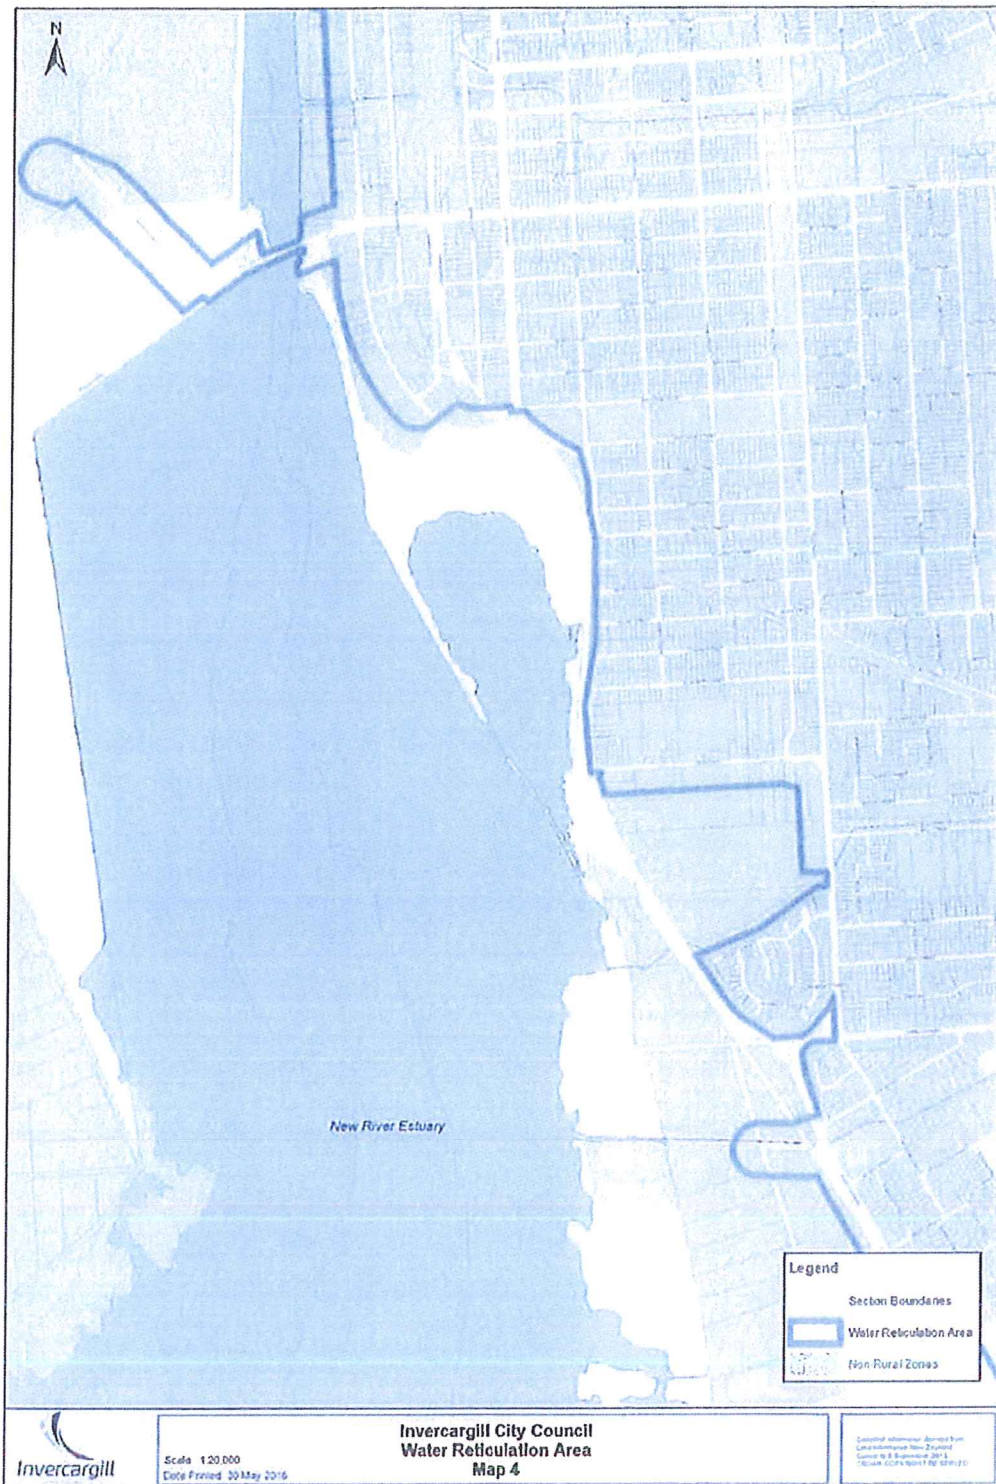 N
New River Estuary
Legend
Section Boundaries
Water Reticulation Area
Non Rural Zones
Invercargill
Scale 1:20,000
Date Printed 30 May 2016
Invercargill City Council
Water Reticulation Area
Map 4